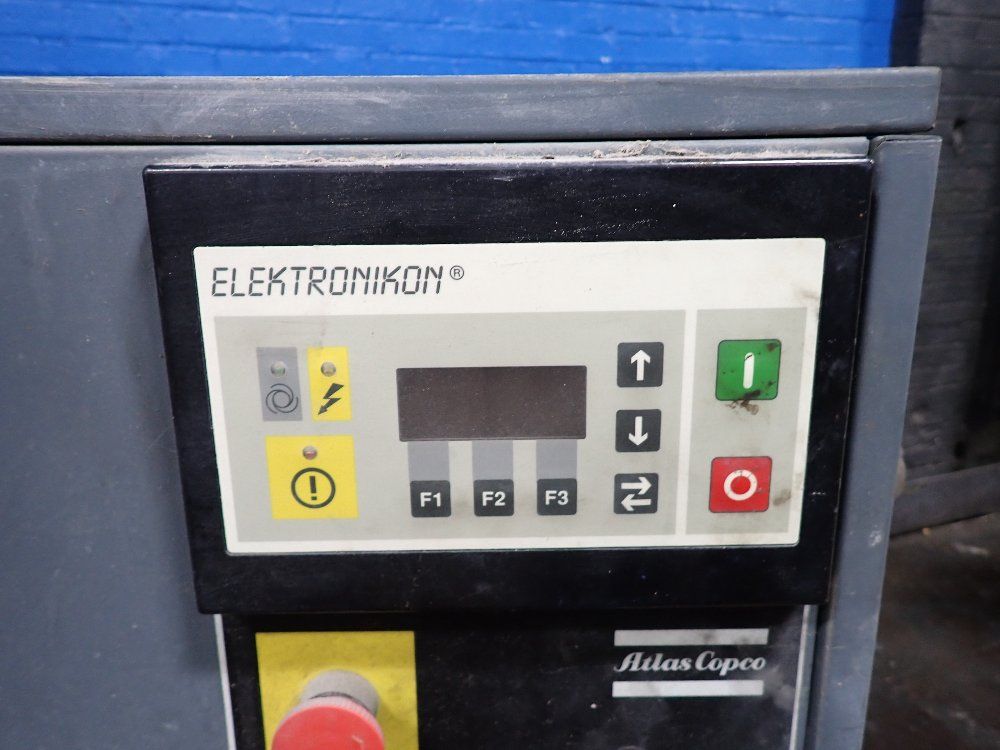 ELEKTRONIKON®
F1 F2 F3
Atlas Copco